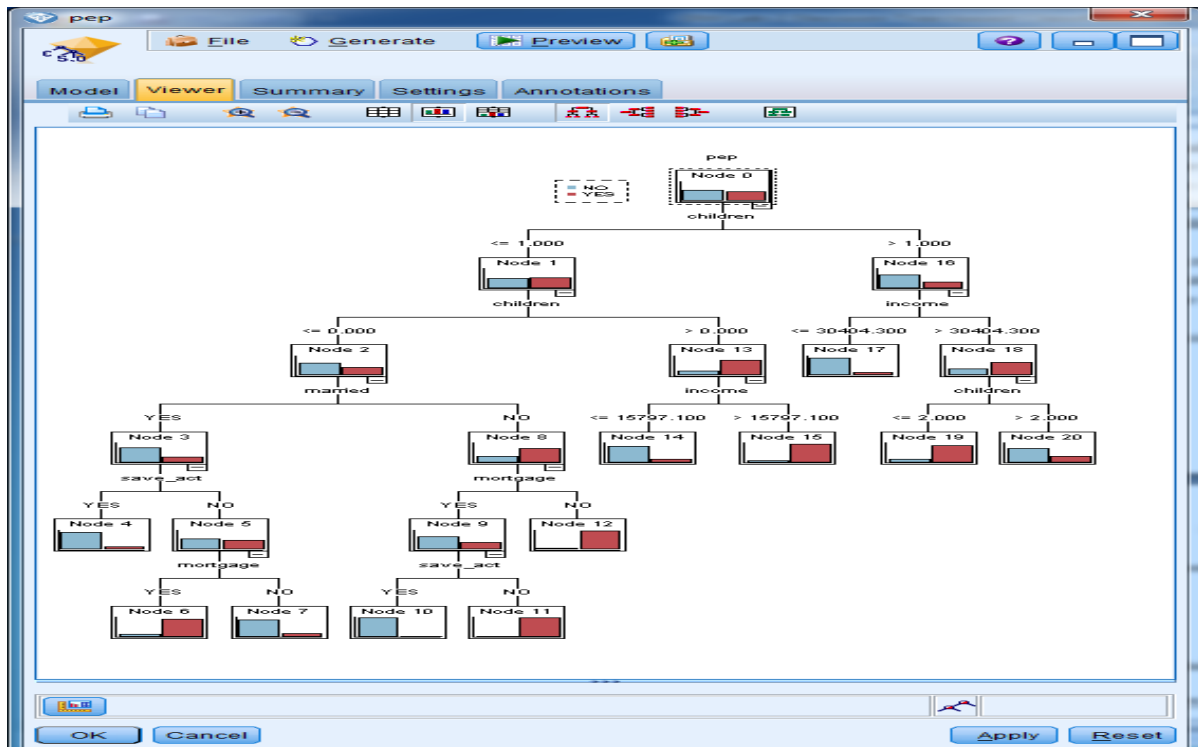 pep
C5.0
File Generate Preview
Model Viewer Summary Settings Annotations
pep
NO
YES
Node 0
children
<= 1.000 > 1.000
Node 1 Node 16
children income
<= 0.000 > 0.000 <= 30404.300 > 30404.300
Node 2 Node 13 Node 17 Node 18
married income children
YES NO <= 15797.100 > 15797.100 <= 2.000 > 2.000
Node 3 Node 8 Node 14 Node 15 Node 19 Node 20
save_act mortgage
YES NO YES NO
Node 4 Node 5 Node 9 Node 12
mortgage save_act
YES NO YES NO
Node 6 Node 7 Node 10 Node 11
OK Cancel Apply Reset